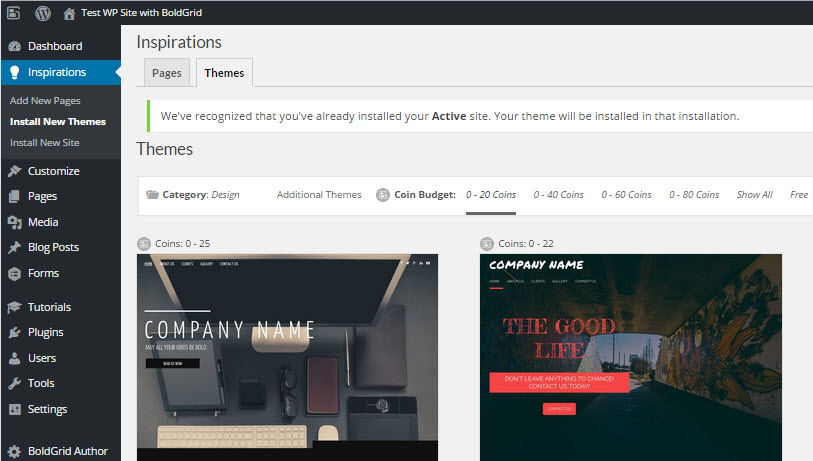 Test WP Site with BoldGrid
Dashboard
Inspirations
Add New Pages
Install New Themes
Install New Site
Customize
Pages
Media
Blog Posts
Forms
Tutorials
Plugins
Users
Tools
Settings
BoldGrid Author
Inspirations
Pages Themes
We've recognized that you've already installed your Active site. Your theme will be installed in that installation.
Themes
Category: Design Additional Themes Coin Budget: 0 - 20 Coins 0 - 40 Coins 0 - 60 Coins 0 - 80 Coins Show All Free
Coins: 0 - 25
HOME ABOUT US CLIENTS GALLERY CONTACT US
COMPANY NAME
MAY ALL YOUR GRIDS BE BOLD.
READ US NOW
Coins: 0 - 22
COMPANY NAME
HOME ABOUT US CLIENTS GALLERY CONTACT US
THE GOOD
LIFE
DON'T LEAVE ANYTHING TO CHANCE!
CONTACT US TODAY!
CONTACT US